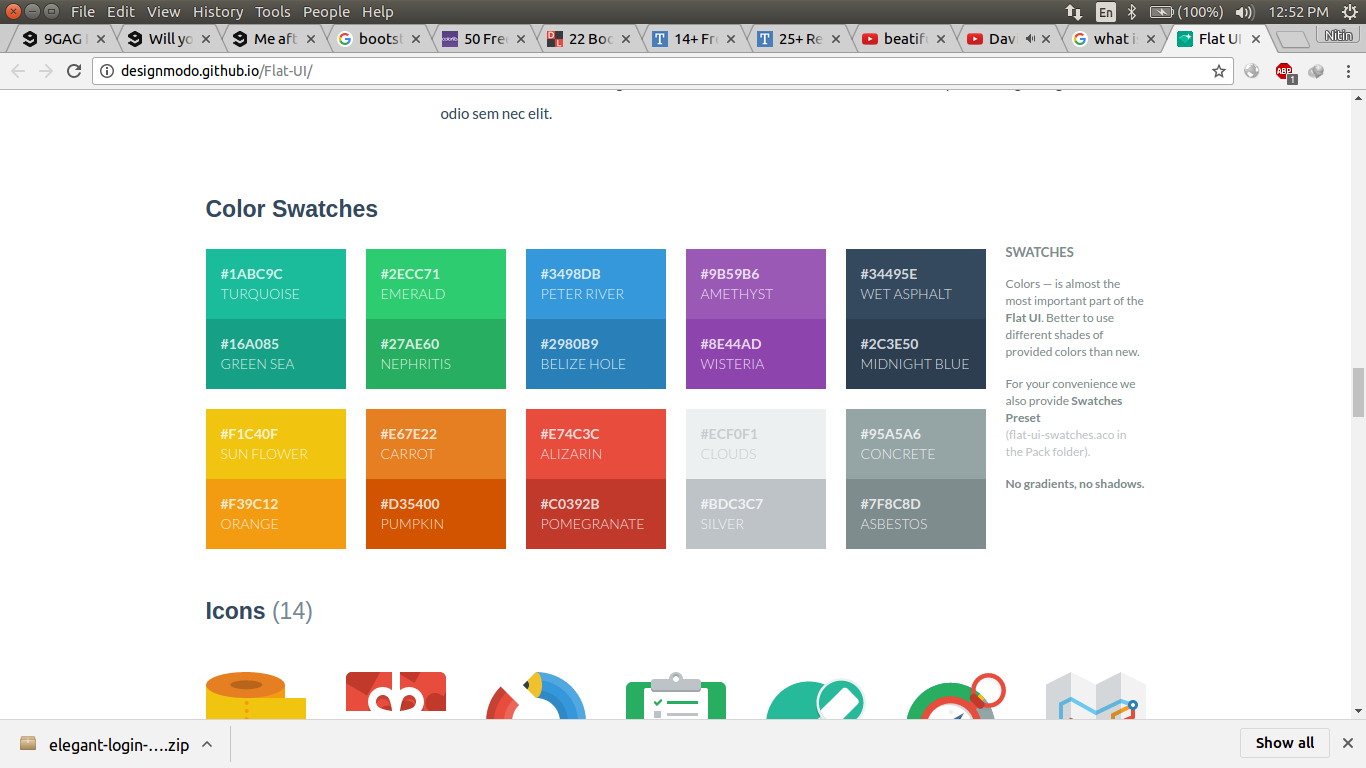 File Edit View History Tools People Help
En (100%) 12:52 PM
9GAG
Will yo
Me aft
bootst
50 Fre
22 Boo
14+ Fr
25+ Re
beatifu
Dav
what i
Flat UI
Nitin
designmodo.github.io/Flat-UI/
ABP
1
odio sem nec elit.
Color Swatches
#1ABC9C
TURQUOISE
#16A085
GREEN SEA
#2ECC71
EMERALD
#27AE60
NEPHRITIS
#3498DB
PETER RIVER
#2980B9
BELIZE HOLE
#9B59B6
AMETHYST
#8E44AD
WISTERIA
#34495E
WET ASPHALT
#2C3E50
MIDNIGHT BLUE
SWATCHES
Colors — is almost the
most important part of the
Flat UI. Better to use
different shades of
provided colors than new.
For your convenience we
also provide Swatches
Preset
(flat-ui-swatches.aco in
the Pack folder).
No gradients, no shadows.
#F1C40F
SUN FLOWER
#F39C12
ORANGE
#E67E22
CARROT
#D35400
PUMPKIN
#E74C3C
ALIZARIN
#C0392B
POMEGRANATE
#ECF0F1
CLOUDS
#BDC3C7
SILVER
#95A5A6
CONCRETE
#7F8C8D
ASBESTOS
Icons (14)
elegant-login-....zip
Show all